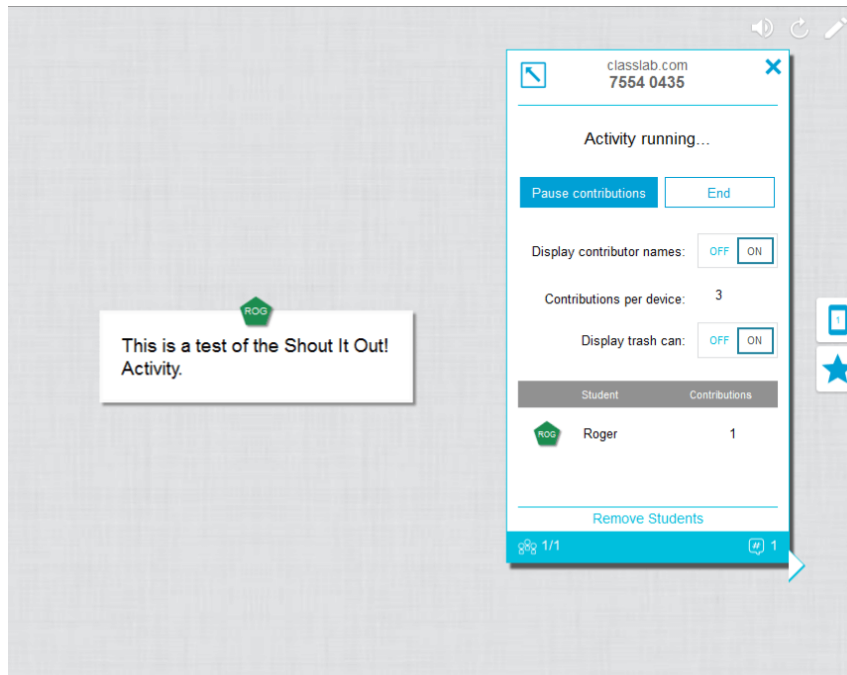 classlab.com
7554 0435
Activity running...
Pause contributions
End
Display contributor names:
OFF
ON
Contributions per device:
3
Display trash can:
OFF
ON
Student
Contributions
ROG
Roger
1
Remove Students
1/1
# 1
ROG
This is a test of the Shout It Out!
Activity.
1